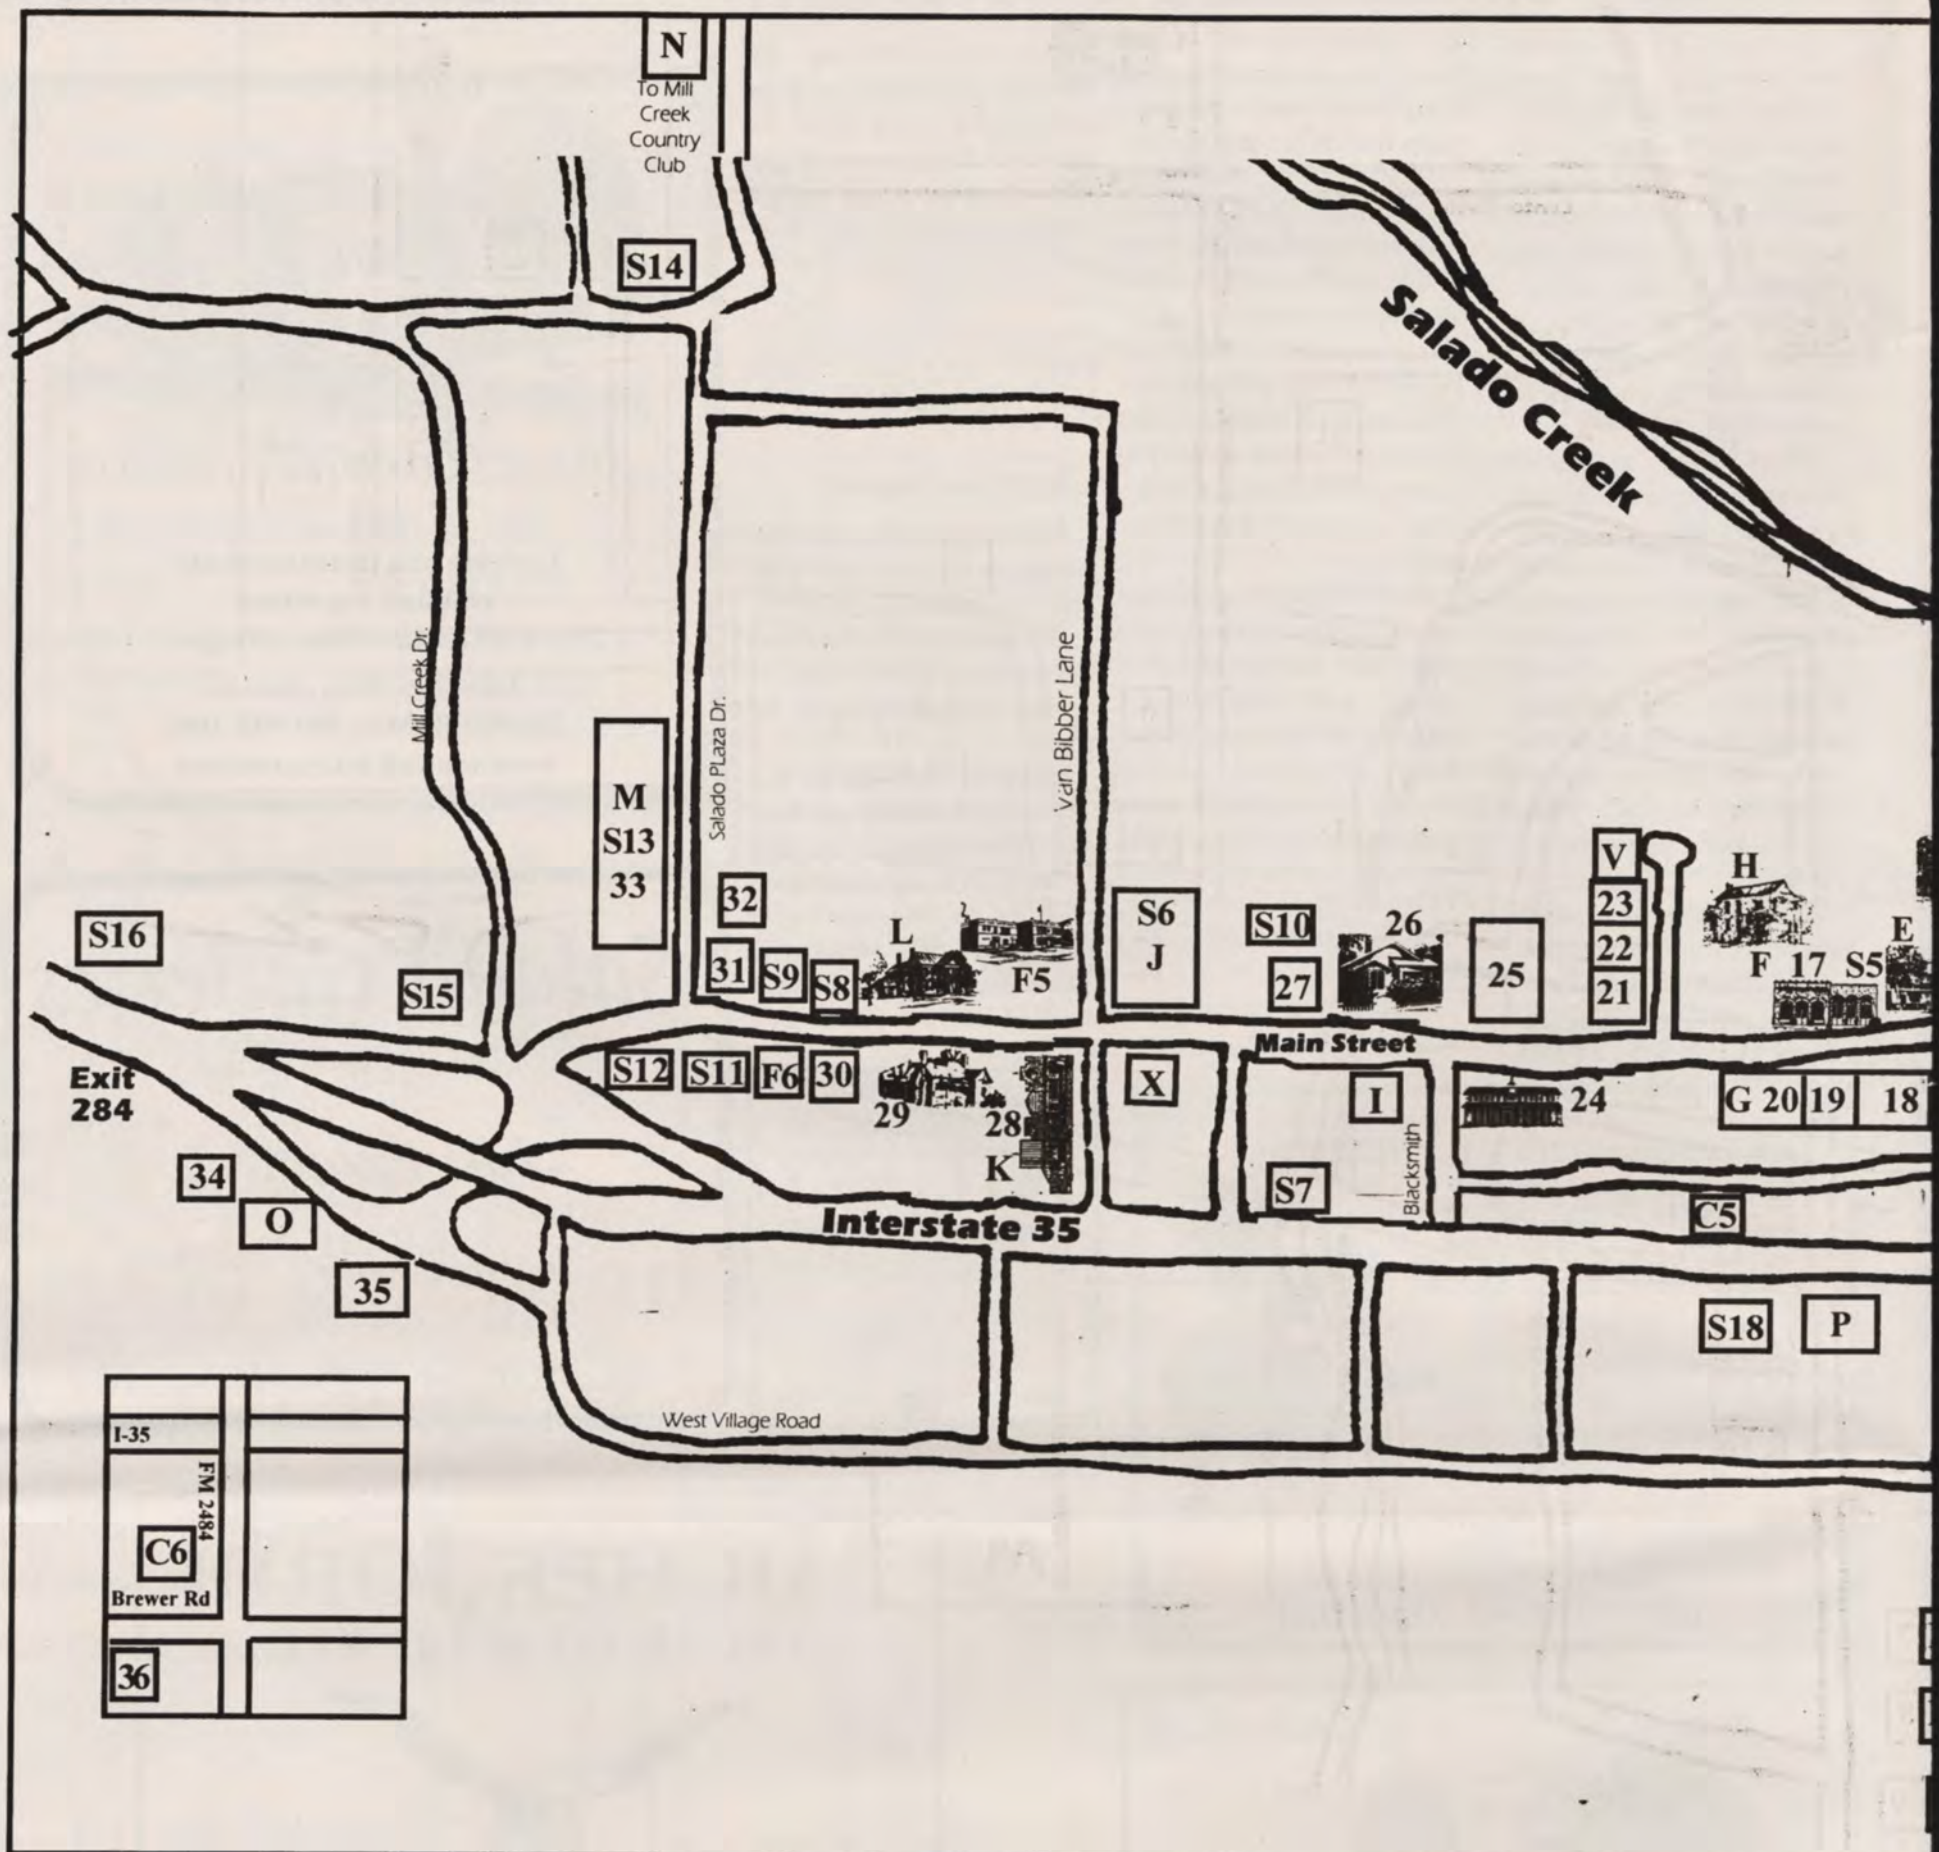 N
To Mill
Creek
Country
Club
S14
Salado Creek
Mill Creek Dr.
Salado PLaza Dr.
Van Bibber Lane
M
S13
33
32
31
S9
S8
L
F5
S6
J
S10
27
26
25
V
23
22
21
H
F 17 S5
E
S16
S15
Exit
284
Main Street
S12
S11
F6
30
29
28
K
X
I
S7
Blacksmith
24
G 20
19
18
C5
Interstate 35
34
O
35
S18
P
West Village Road
I-35
FM 2484
C6
Brewer Rd
36